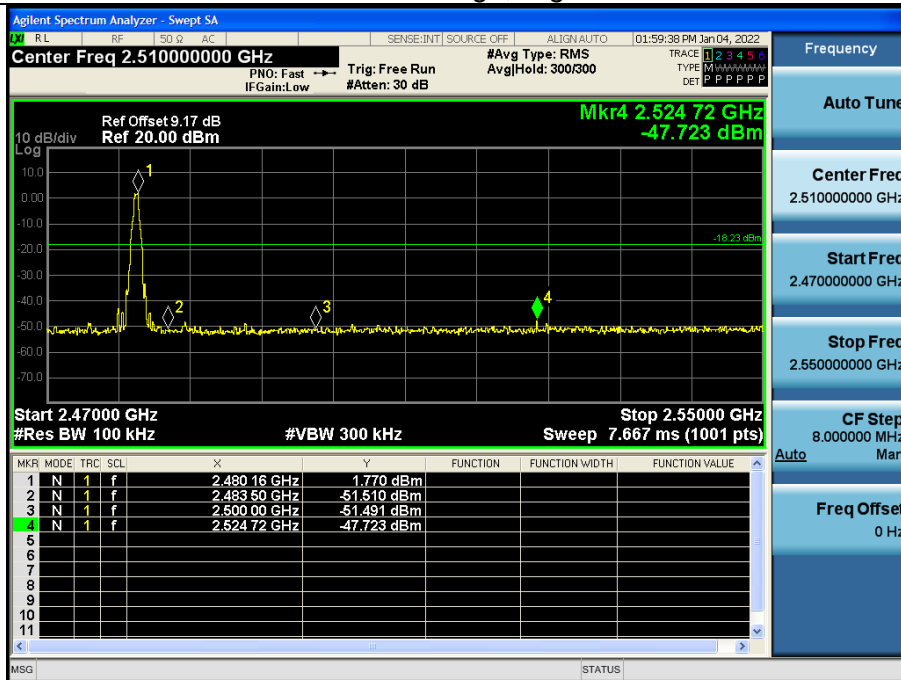 Agilent Spectrum Analyzer - Swept SA
LXI RL RF 50 Ω AC SENSE:INT SOURCE OFF ALIGN AUTO 01:59:38 PM Jan 04, 2022
Center Freq 2.510000000 GHz
PNO: Fast
IFGain:Low
Trig: Free Run
#Atten: 30 dB
#Avg Type: RMS
Avg|Hold: 300/300
TRACE 1 2 3 4 5 6
TYPE M
DET P P P P P P
Mkr4 2.524 72 GHz
-47.723 dBm
Ref Offset 9.17 dB
10 dB/div Ref 20.00 dBm
Log
10.0
0.00
-10.0
-20.0
-30.0
-40.0
-50.0
-60.0
-70.0
1
2
3
4
-18.23 dBm
Start 2.47000 GHz Stop 2.55000 GHz
#Res BW 100 kHz #VBW 300 kHz Sweep 7.667 ms (1001 pts)
MKR MODE TRC SCL X Y FUNCTION FUNCTION WIDTH FUNCTION VALUE
1 N 1 f 2.480 16 GHz 1.770 dBm
2 N 1 f 2.483 50 GHz -51.510 dBm
3 N 1 f 2.500 00 GHz -51.491 dBm
4 N 1 f 2.524 72 GHz -47.723 dBm
5
6
7
8
9
10
11
MSG STATUS
Frequency
Auto Tune
Center Freq
2.510000000 GHz
Start Freq
2.470000000 GHz
Stop Freq
2.550000000 GHz
CF Step
8.000000 MHz
Auto Man
Freq Offset
0 Hz